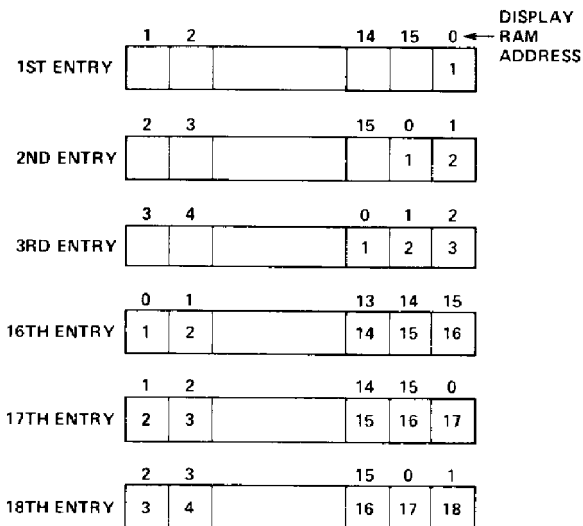 DISPLAY
1 2 14 15 0 RAM
ADDRESS
1ST ENTRY 1
2 3 15 0 1
2ND ENTRY 1 2
3 4 0 1 2
3RD ENTRY 1 2 3
0 1 13 14 15
16TH ENTRY 1 2 14 15 16
1 2 14 15 0
17TH ENTRY 2 3 15 16 17
2 3 15 0 1
18TH ENTRY 3 4 16 17 18